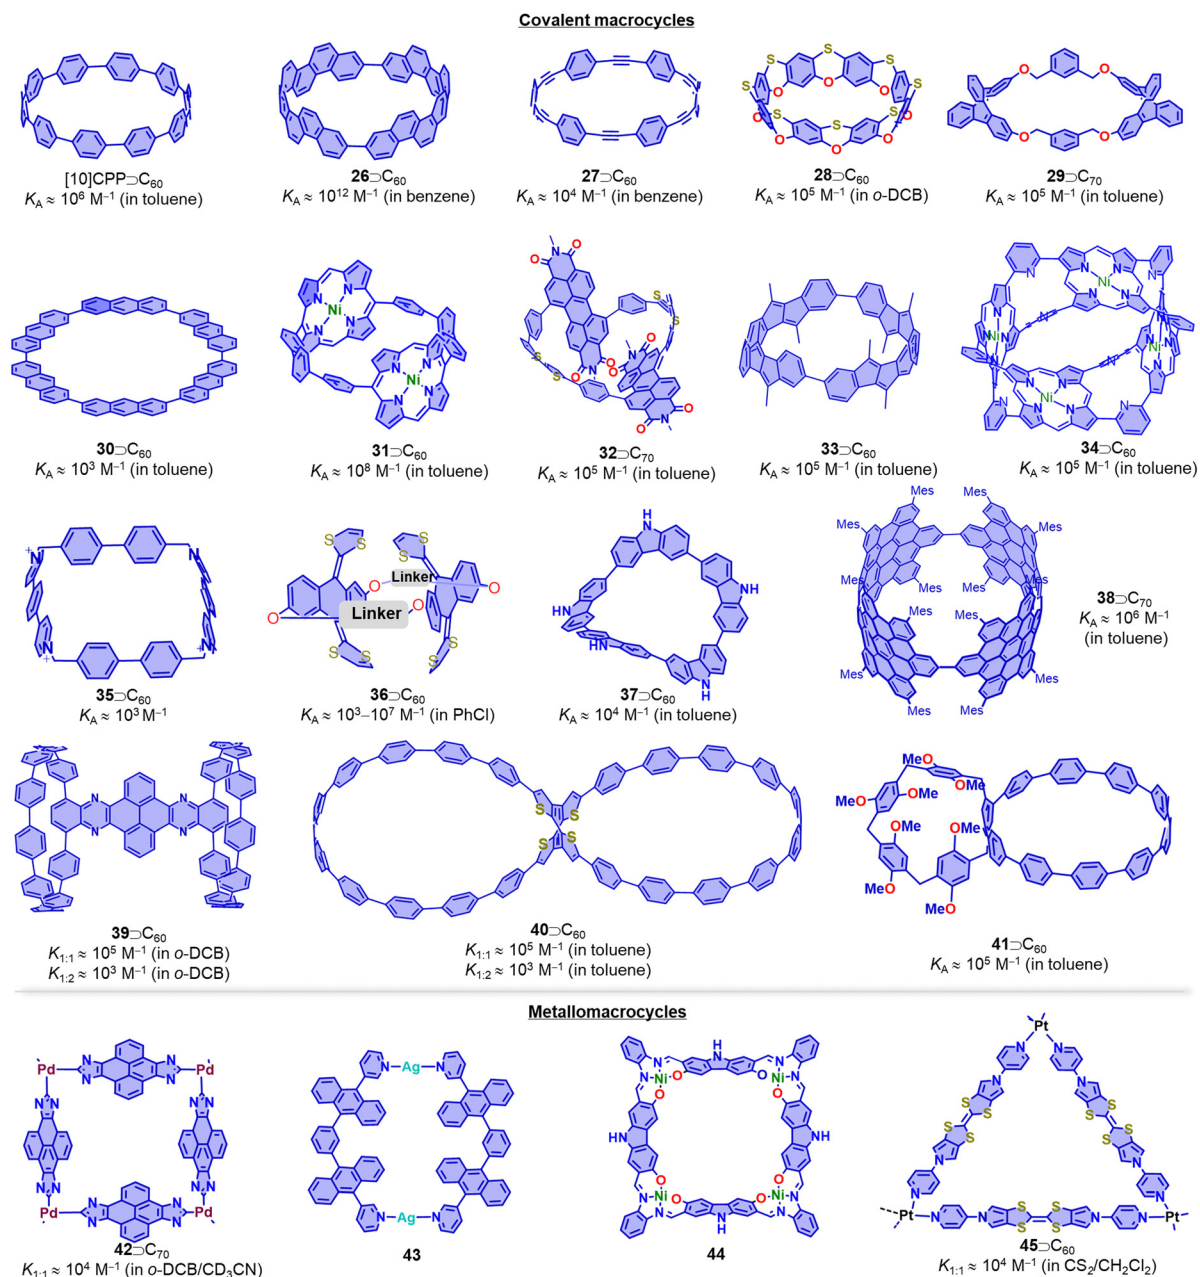 Covalent macrocycles
[10]CPP⊃C60
KA ≈ 10^6 M^−1 (in toluene)
26⊃C60
KA ≈ 10^12 M^−1 (in benzene)
27⊃C60
KA ≈ 10^4 M^−1 (in benzene)
28⊃C60
KA ≈ 10^5 M^−1 (in o-DCB)
29⊃C70
KA ≈ 10^5 M^−1 (in toluene)
30⊃C60
KA ≈ 10^3 M^−1 (in toluene)
31⊃C60
KA ≈ 10^8 M^−1 (in toluene)
32⊃C70
KA ≈ 10^5 M^−1 (in toluene)
33⊃C60
KA ≈ 10^5 M^−1 (in toluene)
34⊃C60
KA ≈ 10^5 M^−1 (in toluene)
35⊃C60
KA ≈ 10^3 M^−1
Linker
Linker
36⊃C60
KA ≈ 10^3–10^7 M^−1 (in PhCl)
37⊃C60
KA ≈ 10^4 M^−1 (in toluene)
38⊃C70
KA ≈ 10^6 M^−1
(in toluene)
39⊃C60
K1:1 ≈ 10^5 M^−1 (in o-DCB)
K1:2 ≈ 10^3 M^−1 (in o-DCB)
40⊃C60
K1:1 ≈ 10^5 M^−1 (in toluene)
K1:2 ≈ 10^3 M^−1 (in toluene)
41⊃C60
KA ≈ 10^5 M^−1 (in toluene)
Metallomacrocycles
42⊃C70
K1:1 ≈ 10^4 M^−1 (in o-DCB/CD3CN)
43
44
45⊃C60
K1:1 ≈ 10^4 M^−1 (in CS2/CH2Cl2)